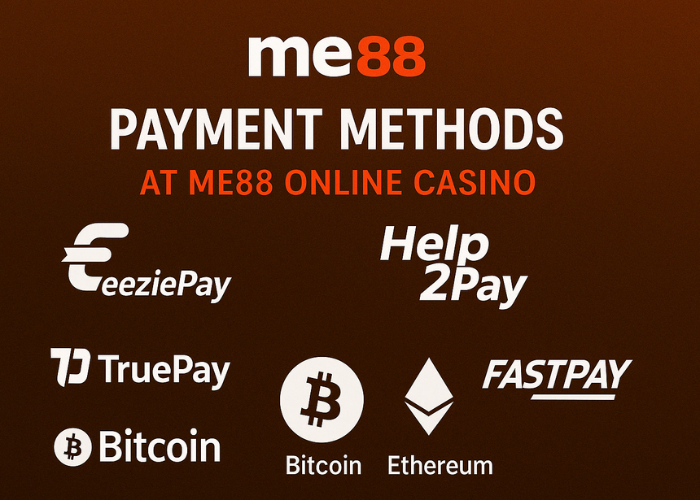 me88
PAYMENT METHODS
AT ME88 ONLINE CASINO
EeeziePay
Help
2Pay
TruePay
FASTPAY
Bitcoin
Bitcoin
Ethereum